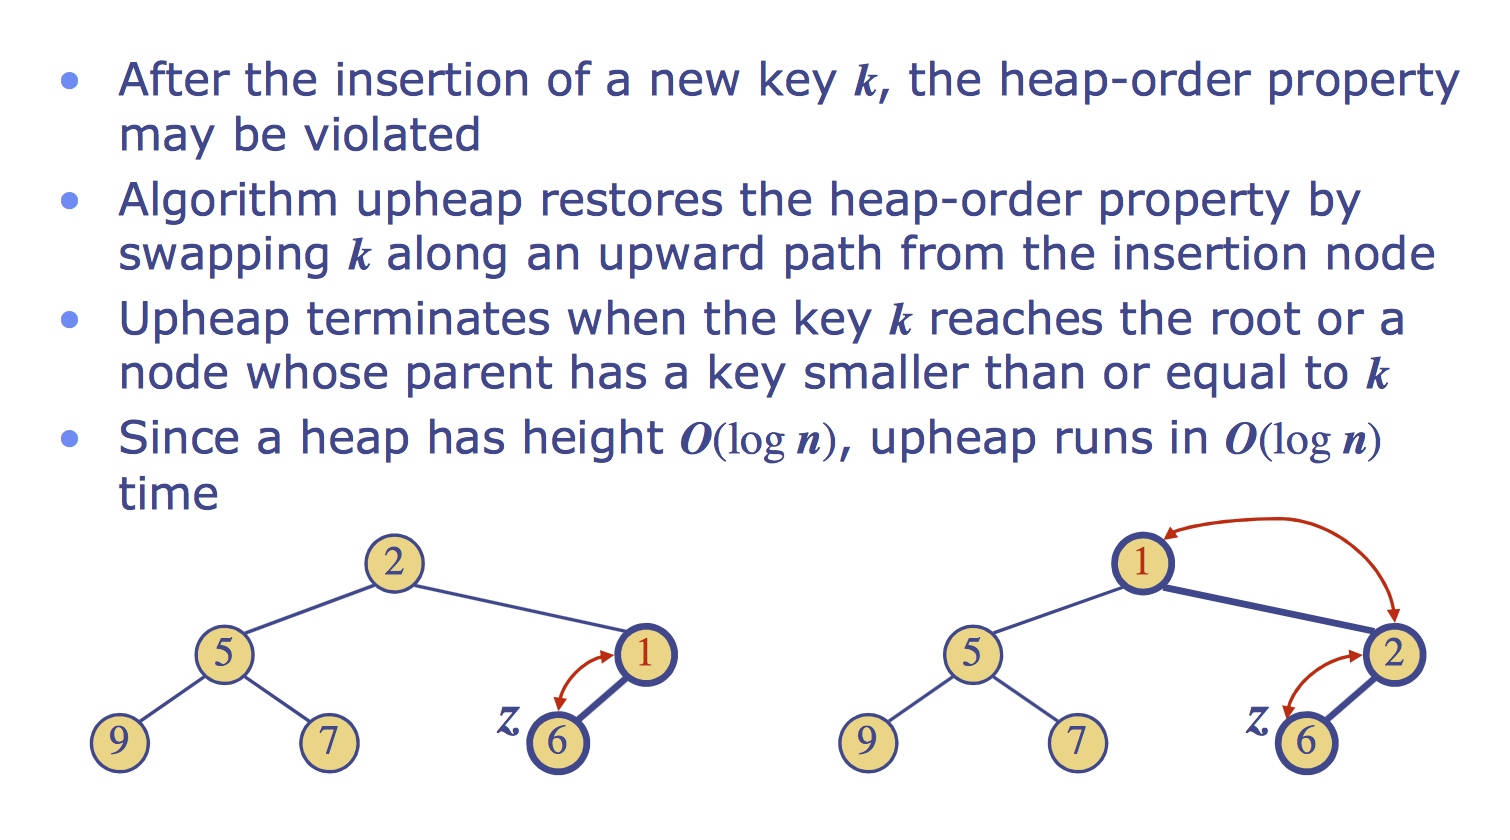 • After the insertion of a new key k, the heap-order property
may be violated
• Algorithm upheap restores the heap-order property by
swapping k along an upward path from the insertion node
• Upheap terminates when the key k reaches the root or a
node whose parent has a key smaller than or equal to k
• Since a heap has height O(log n), upheap runs in O(log n)
time
2
5
1
9
7
z
6
1
5
2
9
7
z
6